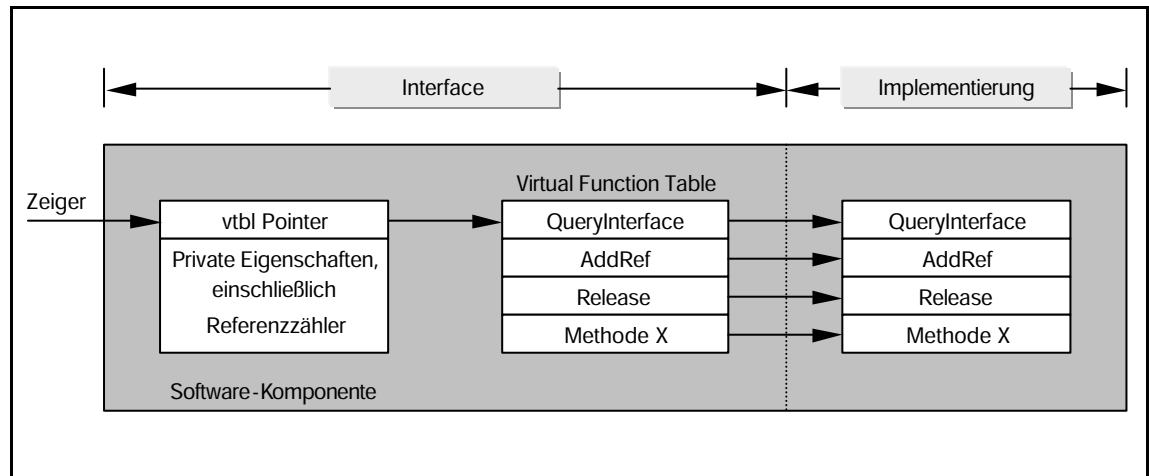 Interface
Implementierung
Zeiger
Virtual Function Table
vtbl Pointer
Private Eigenschaften,
einschließlich
Referenzzähler
QueryInterface
AddRef
Release
Methode X
QueryInterface
AddRef
Release
Methode X
Software-Komponente